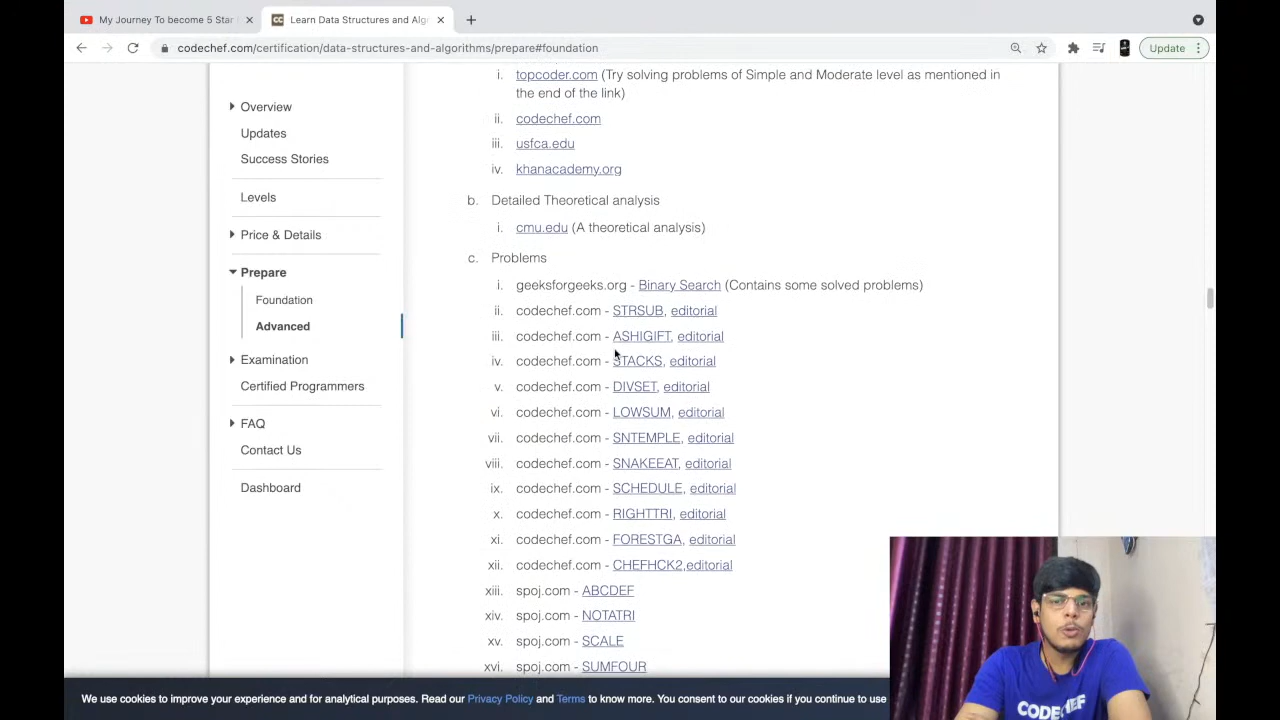 My Journey To become 5 Star
Learn Data Structures and Alg
codechef.com/certification/data-structures-and-algorithms/prepare#foundation
Update
Overview
Updates
Success Stories
Levels
Price & Details
Prepare
Foundation
Advanced
Examination
Certified Programmers
FAQ
Contact Us
Dashboard
i. topcoder.com (Try solving problems of Simple and Moderate level as mentioned in
the end of the link)
ii. codechef.com
iii. usfca.edu
iv. khanacademy.org
b. Detailed Theoretical analysis
i. cmu.edu (A theoretical analysis)
c. Problems
i. geeksforgeeks.org - Binary Search (Contains some solved problems)
ii. codechef.com - STRSUB, editorial
iii. codechef.com - ASHIGIFT, editorial
iv. codechef.com - STACKS, editorial
v. codechef.com - DIVSET, editorial
vi. codechef.com - LOWSUM, editorial
vii. codechef.com - SNTEMPLE, editorial
viii. codechef.com - SNAKEEAT, editorial
ix. codechef.com - SCHEDULE, editorial
x. codechef.com - RIGHTTRI, editorial
xi. codechef.com - FORESTGA, editorial
xii. codechef.com - CHEFHCK2,editorial
xiii. spoj.com - ABCDEF
xiv. spoj.com - NOTATRI
xv. spoj.com - SCALE
xvi. spoj.com - SUMFOUR
We use cookies to improve your experience and for analytical purposes. Read our Privacy Policy and Terms to know more. You consent to our cookies if you continue to use
CODECHEF